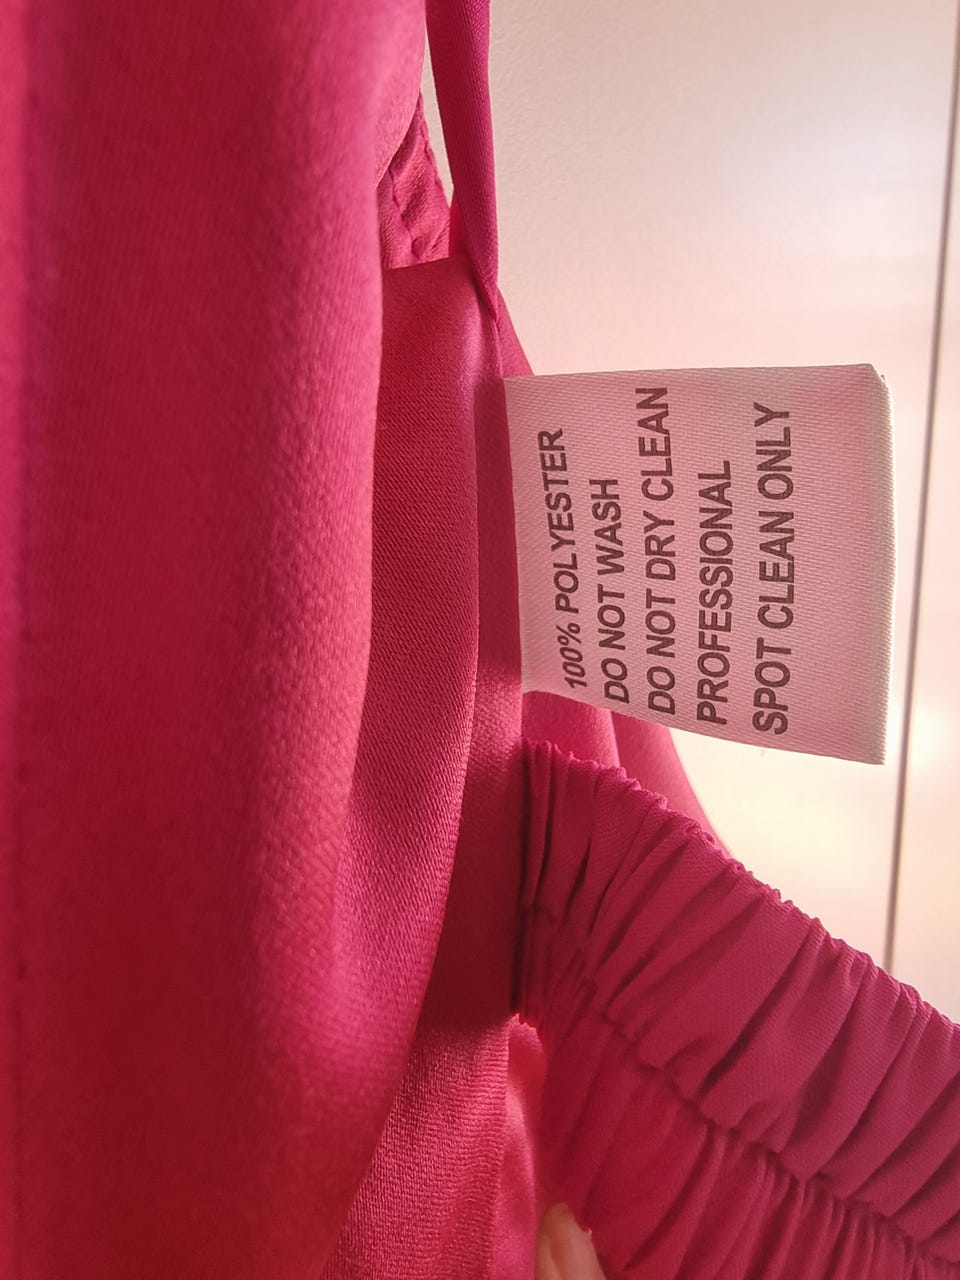 100% POLYESTER
DO NOT WASH
DO NOT DRY CLEAN
PROFESSIONAL
SPOT CLEAN ONLY